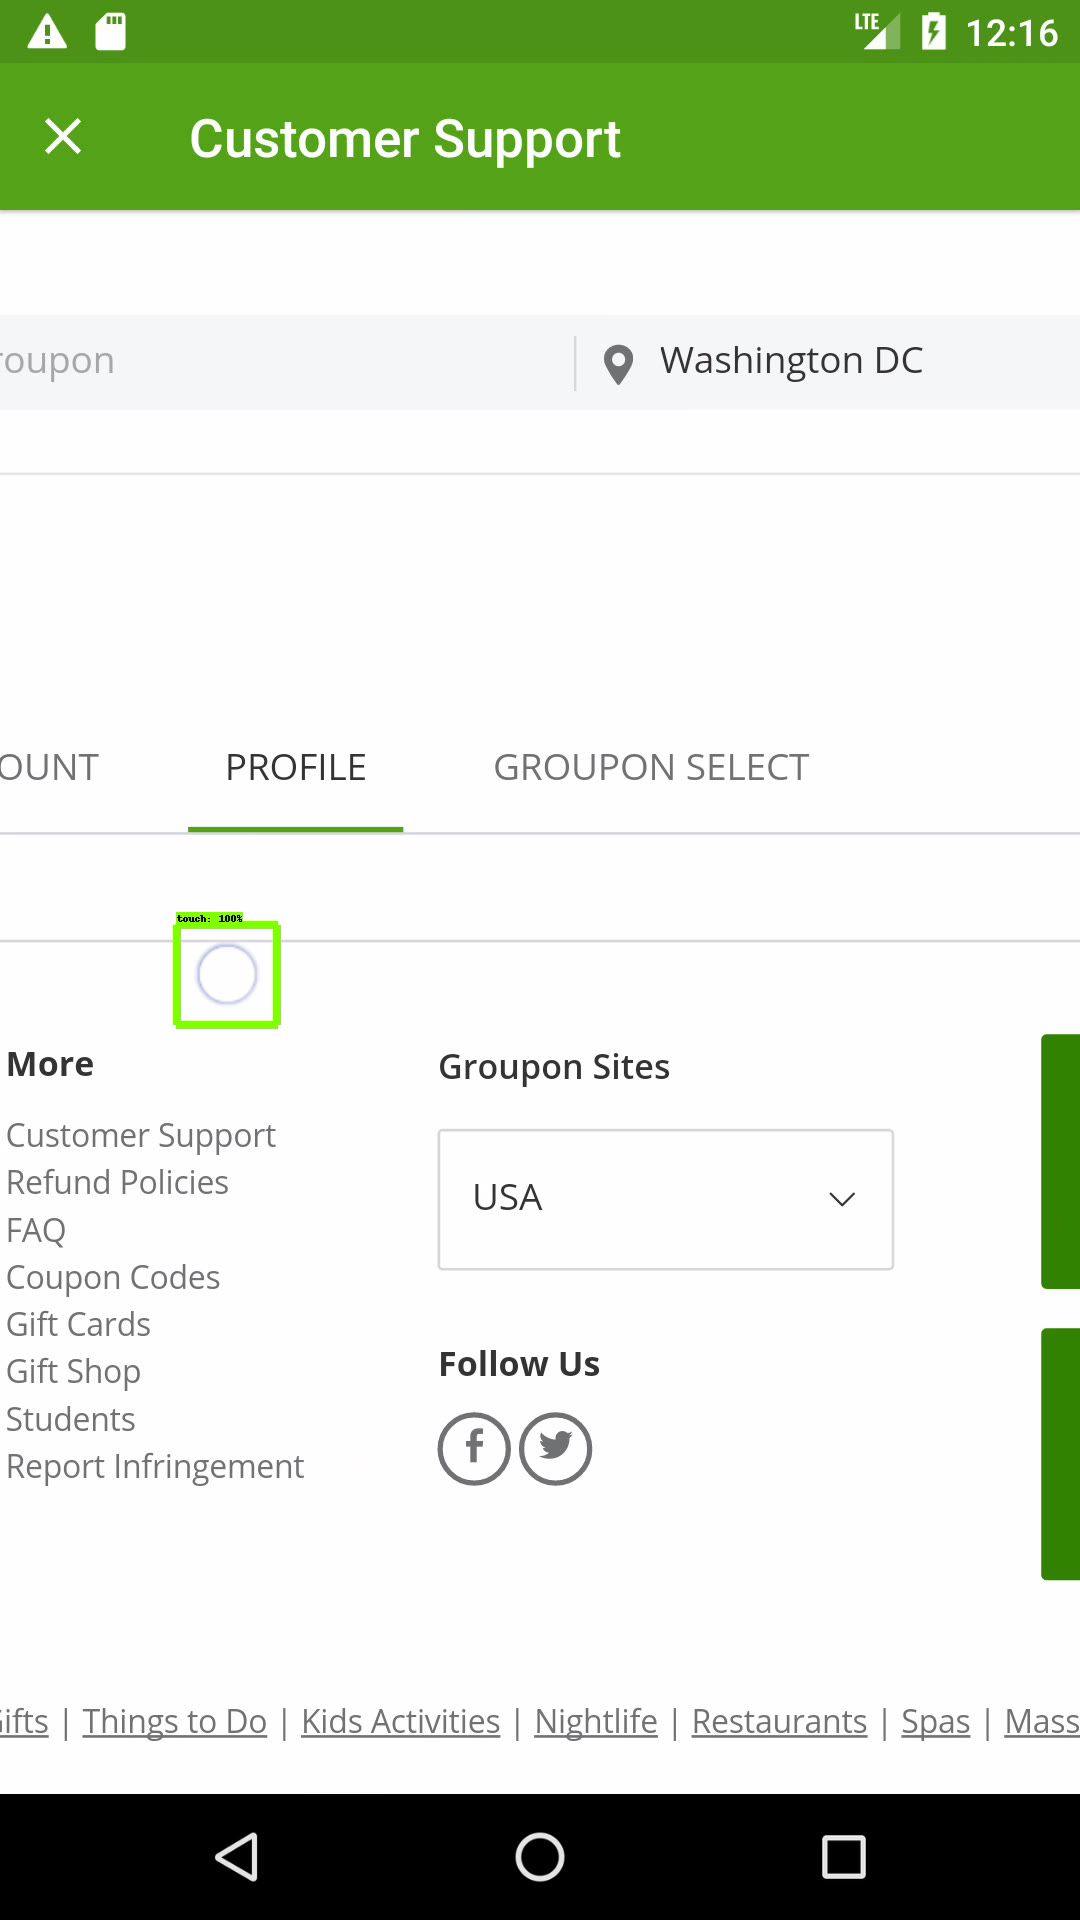 LTE 12:16
Customer Support
roupon Washington DC
OUNT PROFILE GROUPON SELECT
touch: 100%
More
Customer Support
Refund Policies
FAQ
Coupon Codes
Gift Cards
Gift Shop
Students
Report Infringement
Groupon Sites
USA
Follow Us
ifts | Things to Do | Kids Activities | Nightlife | Restaurants | Spas | Mass